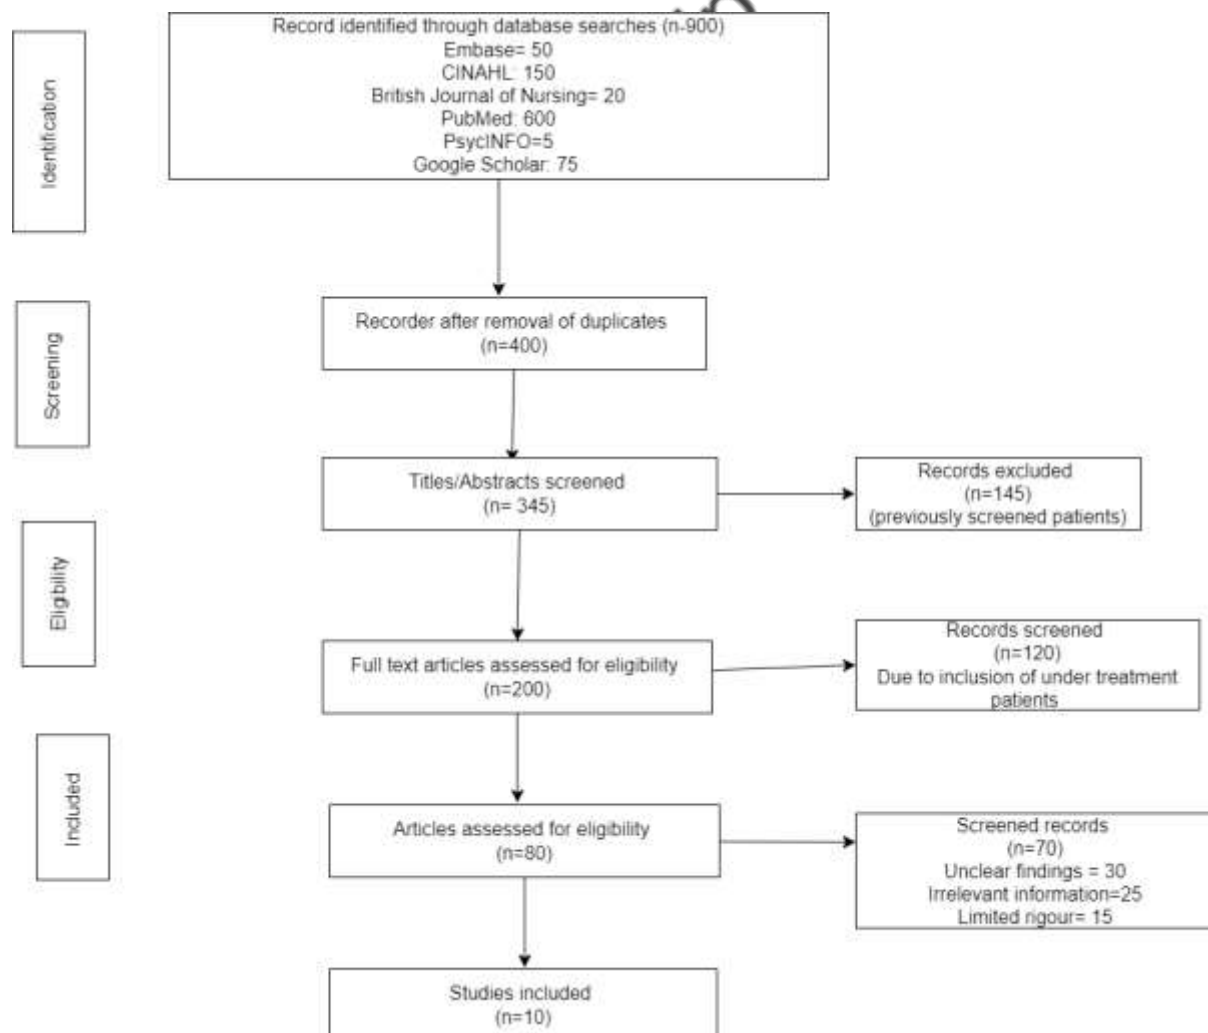 Record identified through database searches (n-900)
Embase= 50
CINAHL: 150
British Journal of Nursing= 20
PubMed: 600
PsycINFO=5
Google Scholar: 75
Identification
Recorder after removal of duplicates
(n=400)
Screening
Titles/Abstracts screened
(n= 345)
Records excluded
(n=145)
(previously screened patients)
Eligibility
Full text articles assessed for eligibility
(n=200)
Records screened
(n=120)
Due to inclusion of under treatment
patients
Included
Articles assessed for eligibility
(n=80)
Screened records
(n=70)
Unclear findings = 30
Irrelevant information=25
Limited rigour= 15
Studies included
(n=10)